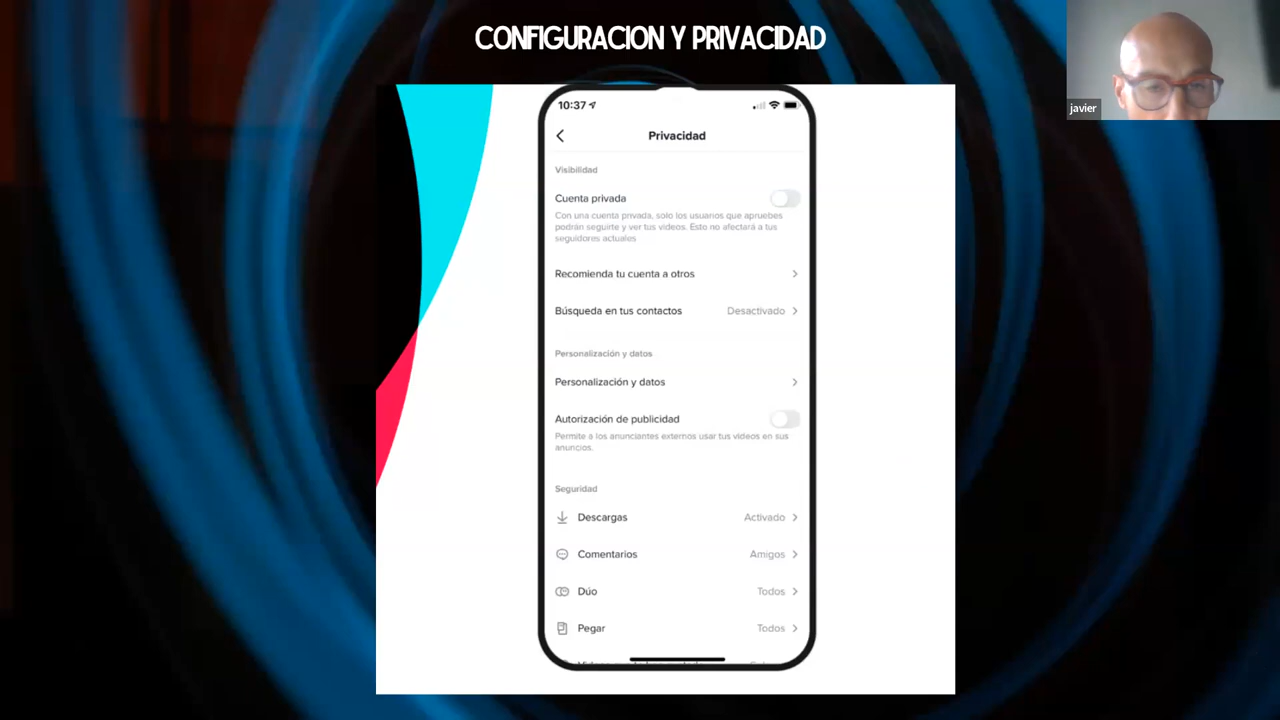 CONFIGURACION Y PRIVACIDAD
javier
10:37
Privacidad
Visibilidad
Cuenta privada
Con una cuenta privada, solo los usuarios que apruebes
podrán seguirte y ver tus vídeos. Esto no afectará a tus
seguidores actuales
Recomienda tu cuenta a otros
Búsqueda en tus contactos Desactivado
Personalización y datos
Personalización y datos
Autorización de publicidad
Permite a los anunciantes externos usar tus vídeos en sus
anuncios.
Seguridad
Descargas Activado
Comentarios Amigos
Dúo Todos
Pegar Todos